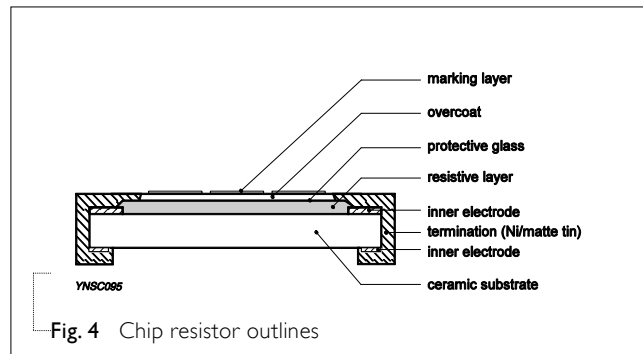 marking layer
overcoat
protective glass
resistive layer
inner electrode
termination (Ni/matte tin)
inner electrode
ceramic substrate
YNSC095
Fig. 4 Chip resistor outlines